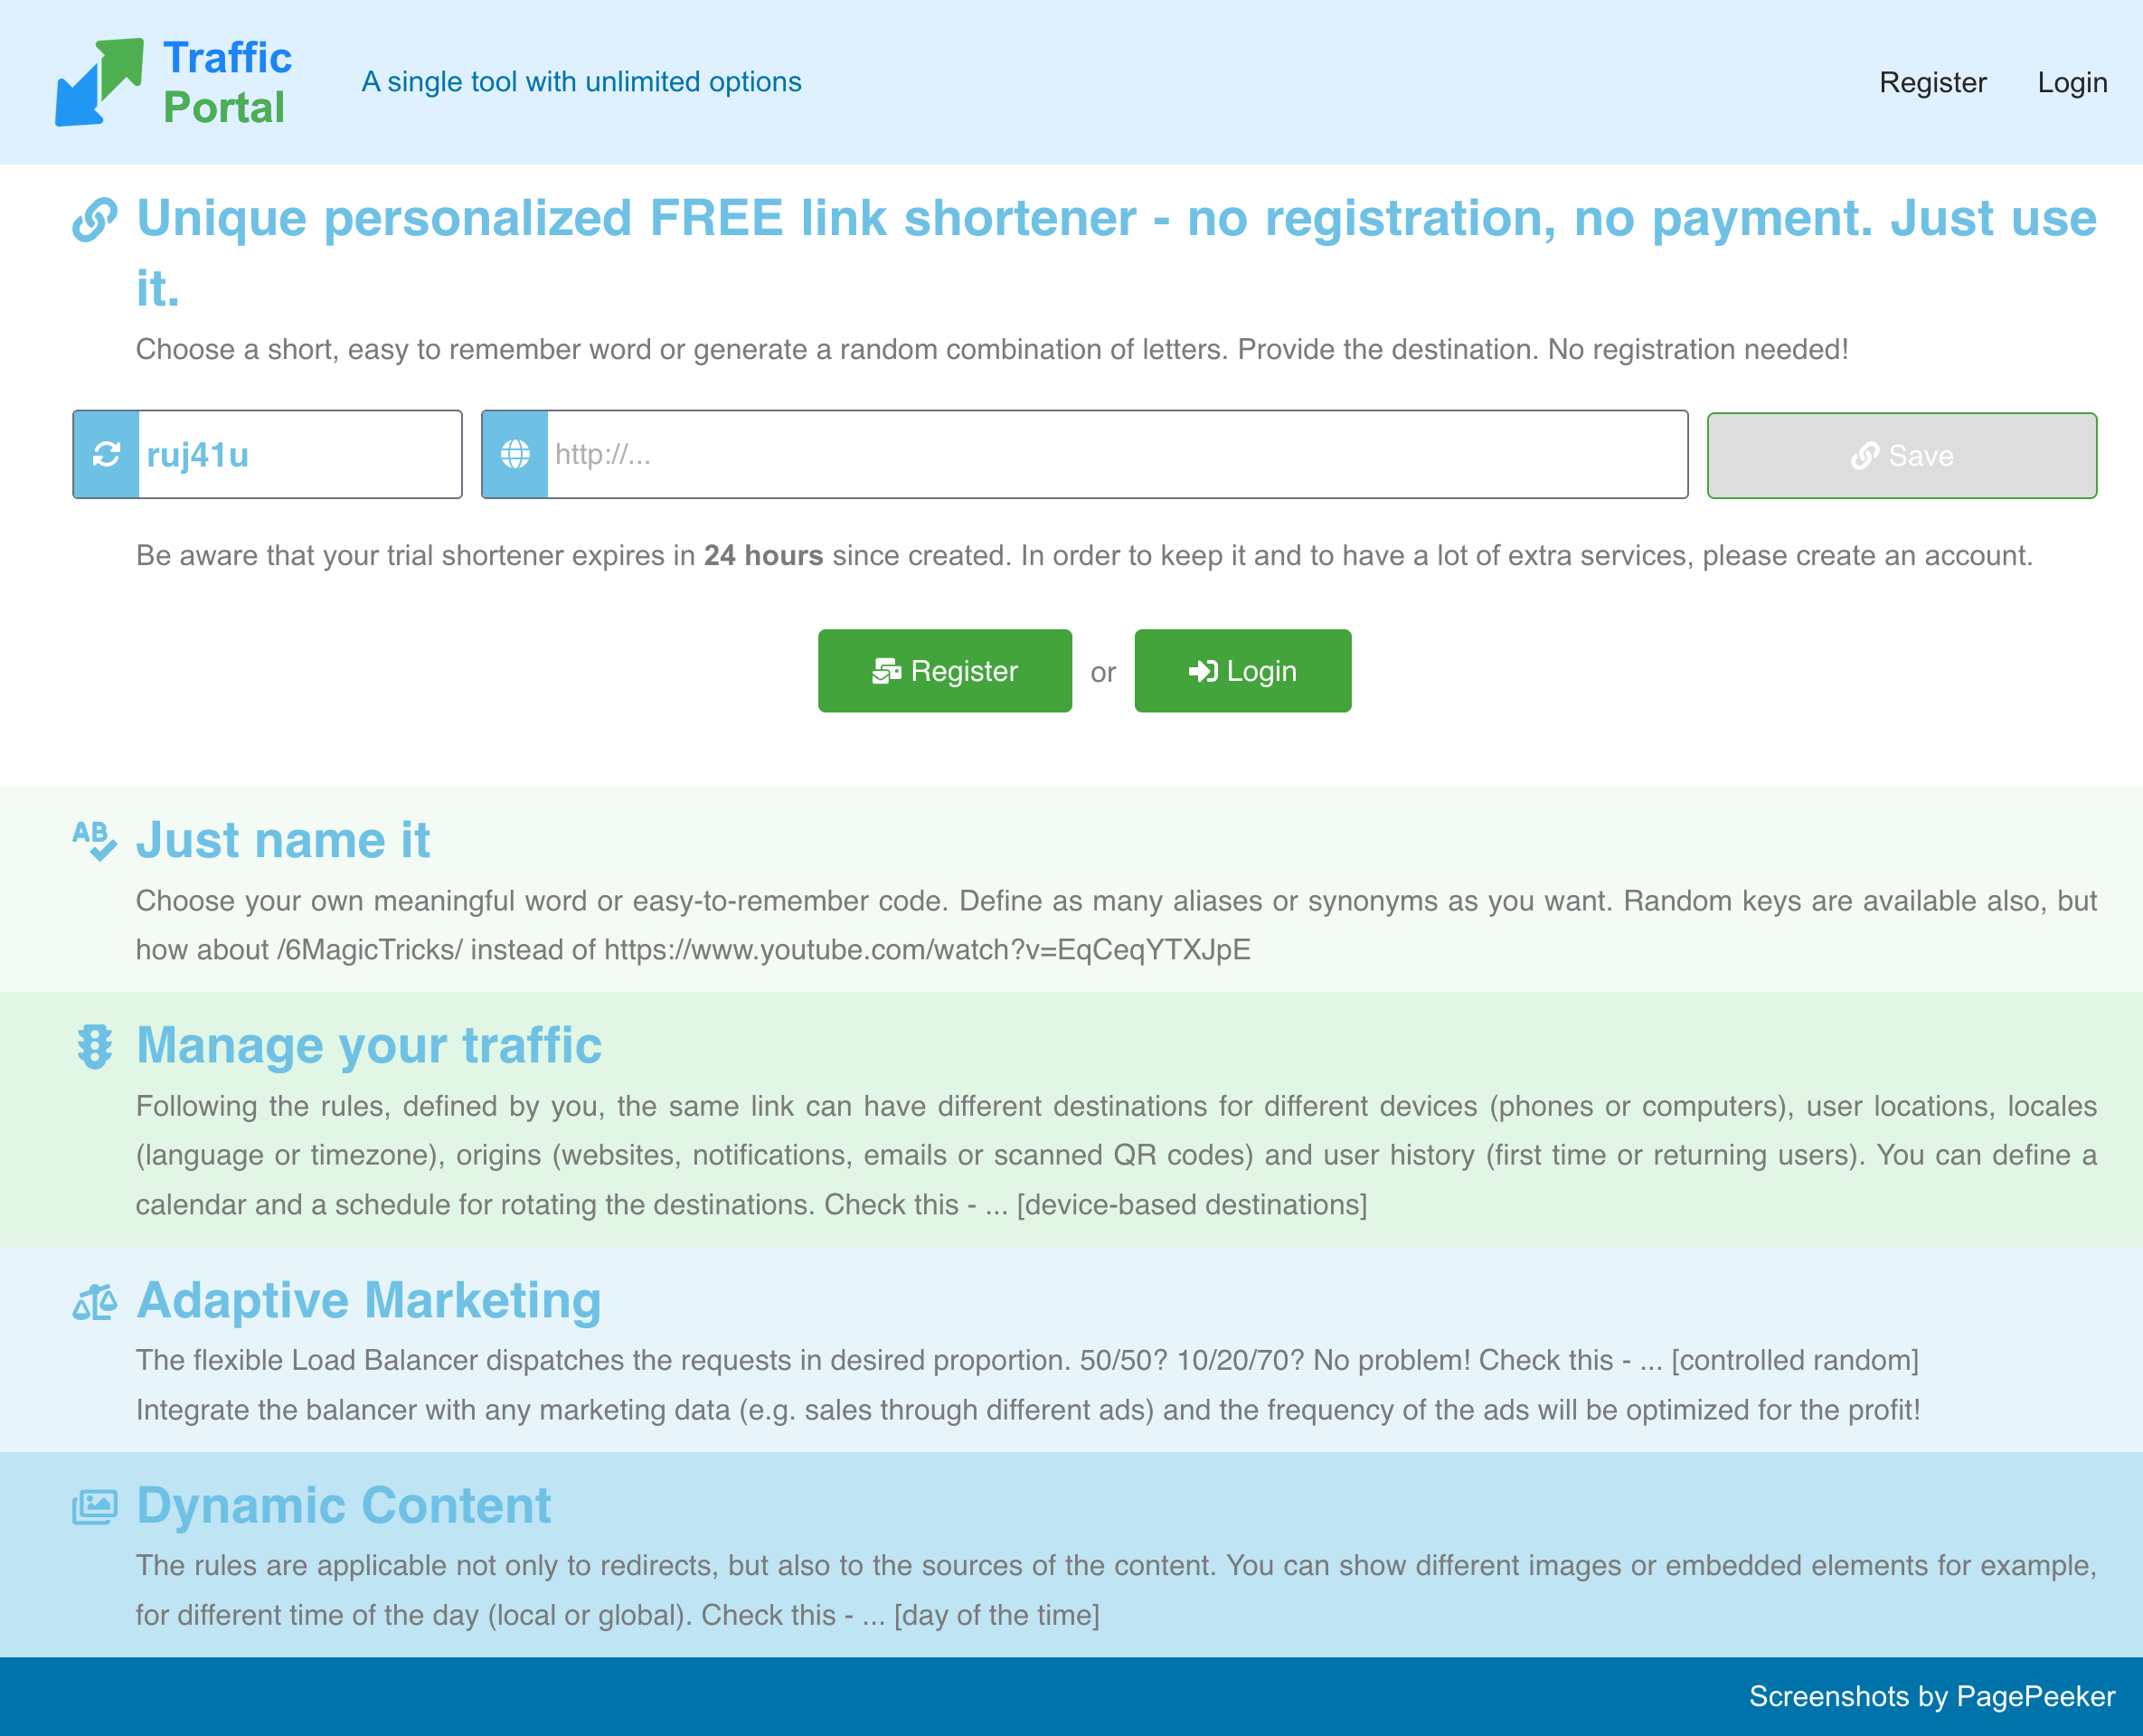 Traffic
Portal
A single tool with unlimited options
Register
Login
Unique personalized FREE link shortener - no registration, no payment. Just use
it.
Choose a short, easy to remember word or generate a random combination of letters. Provide the destination. No registration needed!
ruj41u
http://...
Save
Be aware that your trial shortener expires in 24 hours since created. In order to keep it and to have a lot of extra services, please create an account.
Register
or
Login
AB
Just name it
Choose your own meaningful word or easy-to-remember code. Define as many aliases or synonyms as you want. Random keys are available also, but
how about /6MagicTricks/ instead of https://www.youtube.com/watch?v=EqCeqYTXJpE
Manage your traffic
Following the rules, defined by you, the same link can have different destinations for different devices (phones or computers), user locations, locales
(language or timezone), origins (websites, notifications, emails or scanned QR codes) and user history (first time or returning users). You can define a
calendar and a schedule for rotating the destinations. Check this - ... [device-based destinations]
Adaptive Marketing
The flexible Load Balancer dispatches the requests in desired proportion. 50/50? 10/20/70? No problem! Check this - ... [controlled random]
Integrate the balancer with any marketing data (e.g. sales through different ads) and the frequency of the ads will be optimized for the profit!
Dynamic Content
The rules are applicable not only to redirects, but also to the sources of the content. You can show different images or embedded elements for example,
for different time of the day (local or global). Check this - ... [day of the time]
Screenshots by PagePeeker